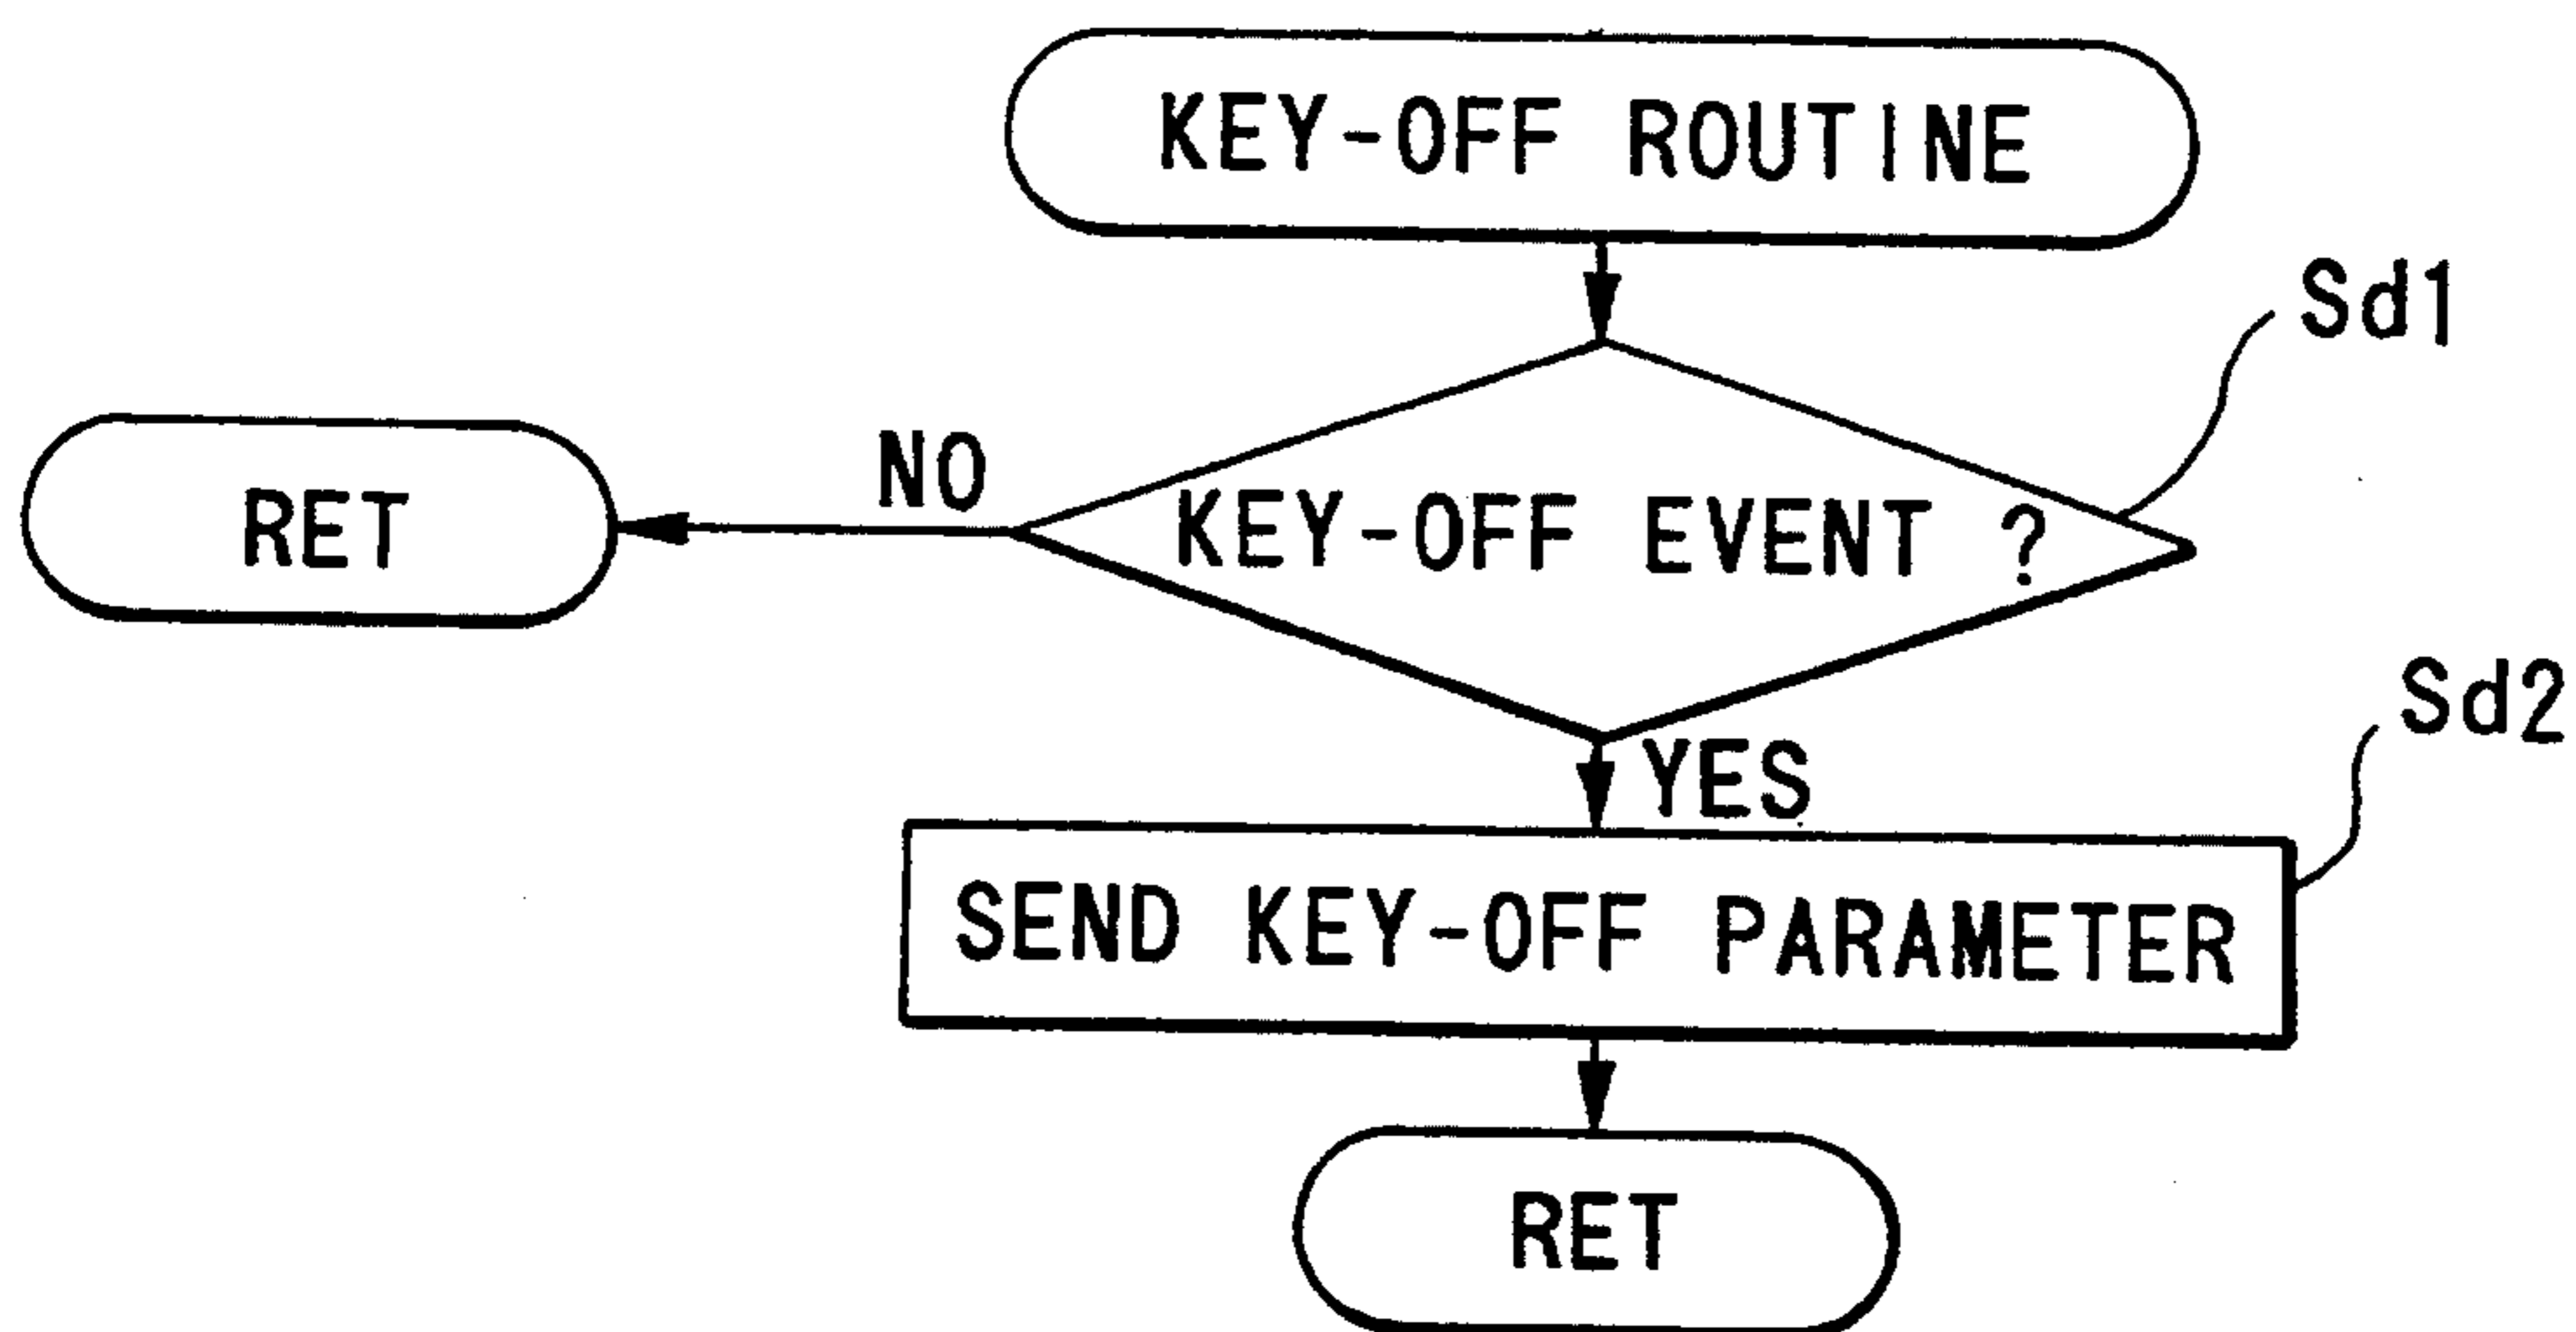 KEY-OFF ROUTINE
Sd1
NO
RET
KEY-OFF EVENT ?
Sd2
YES
SEND KEY-OFF PARAMETER
RET